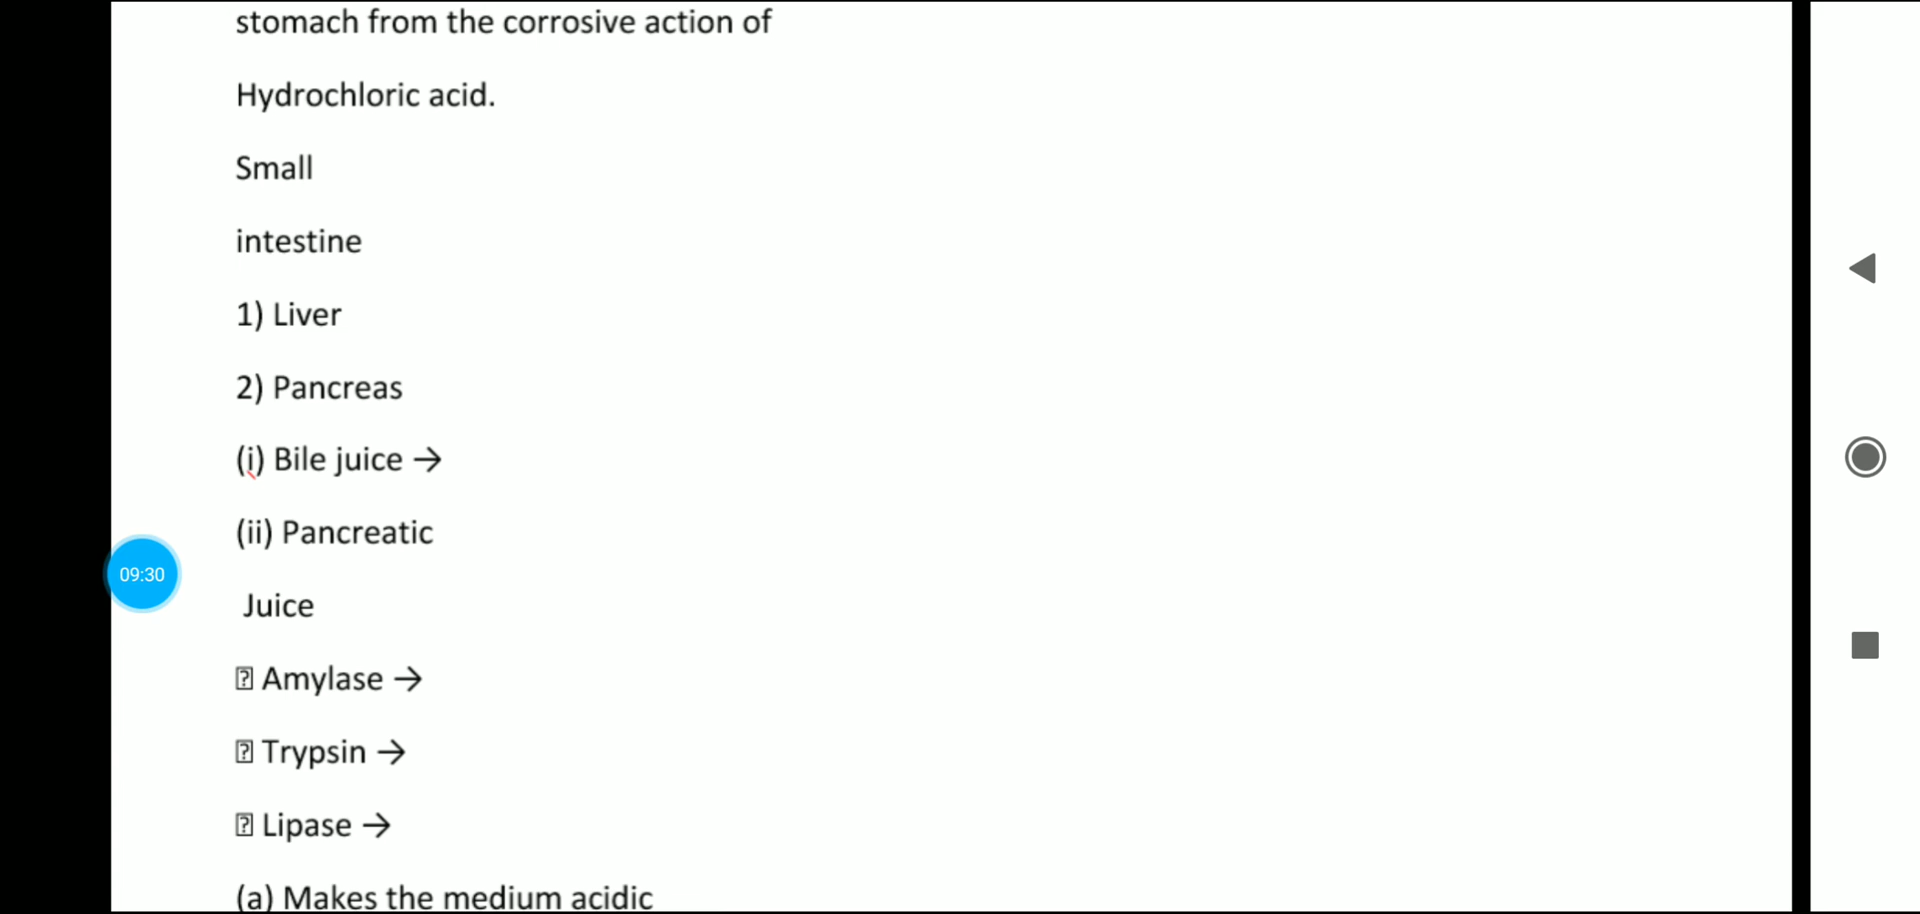 stomach from the corrosive action of
Hydrochloric acid.
Small
intestine
1) Liver
2) Pancreas
(i) Bile juice →
(ii) Pancreatic
Juice
09:30
⍰ Amylase →
⍰ Trypsin →
⍰ Lipase →
(a) Makes the medium acidic